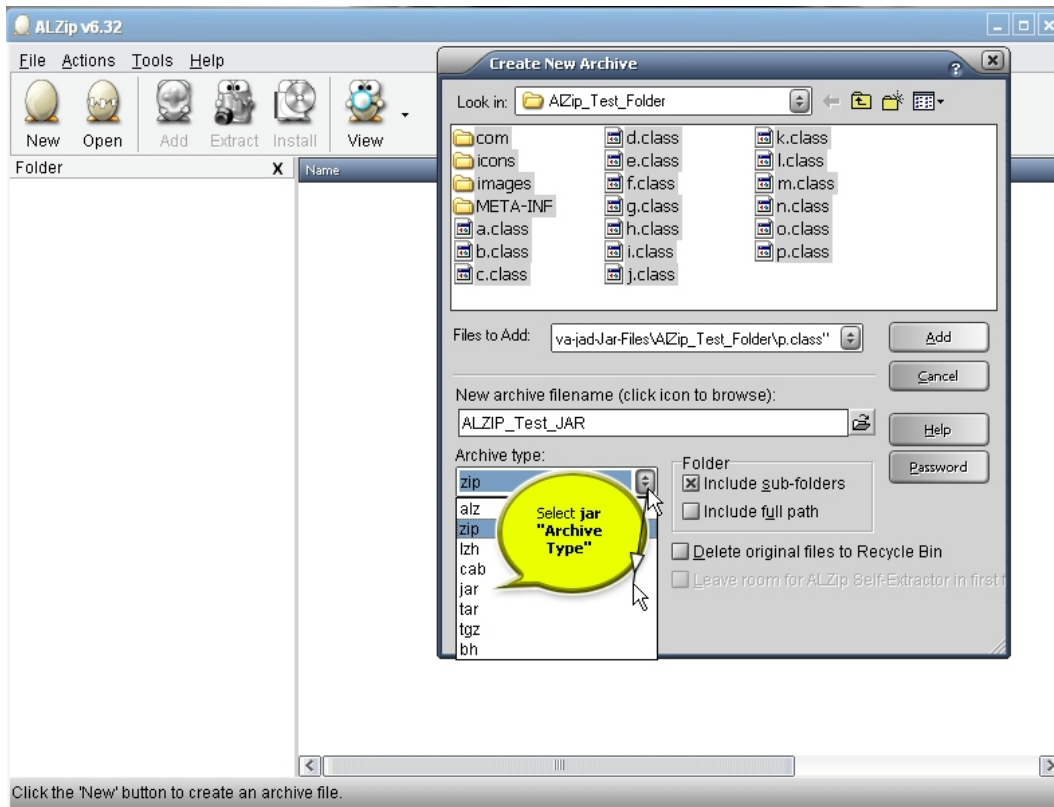 ALZip v6.32
File Actions Tools Help
New Open Add Extract Install View
Folder X Name
Create New Archive
Look in: AlZip_Test_Folder
com d.class k.class
icons e.class l.class
images f.class m.class
META-INF g.class n.class
a.class h.class o.class
b.class i.class p.class
c.class j.class
Files to Add: va-jad-Jar-Files\AlZip_Test_Folder\p.class" Add
Cancel
New archive filename (click icon to browse):
ALZIP_Test_JAR Help
Archive type: Folder Password
zip Include sub-folders
alz Include full path
zip
lzh
cab
jar
tar
tgz
bh
Select jar
"Archive
Type"
Delete original files to Recycle Bin
Leave room for ALZip Self-Extractor in first
Click the 'New' button to create an archive file.